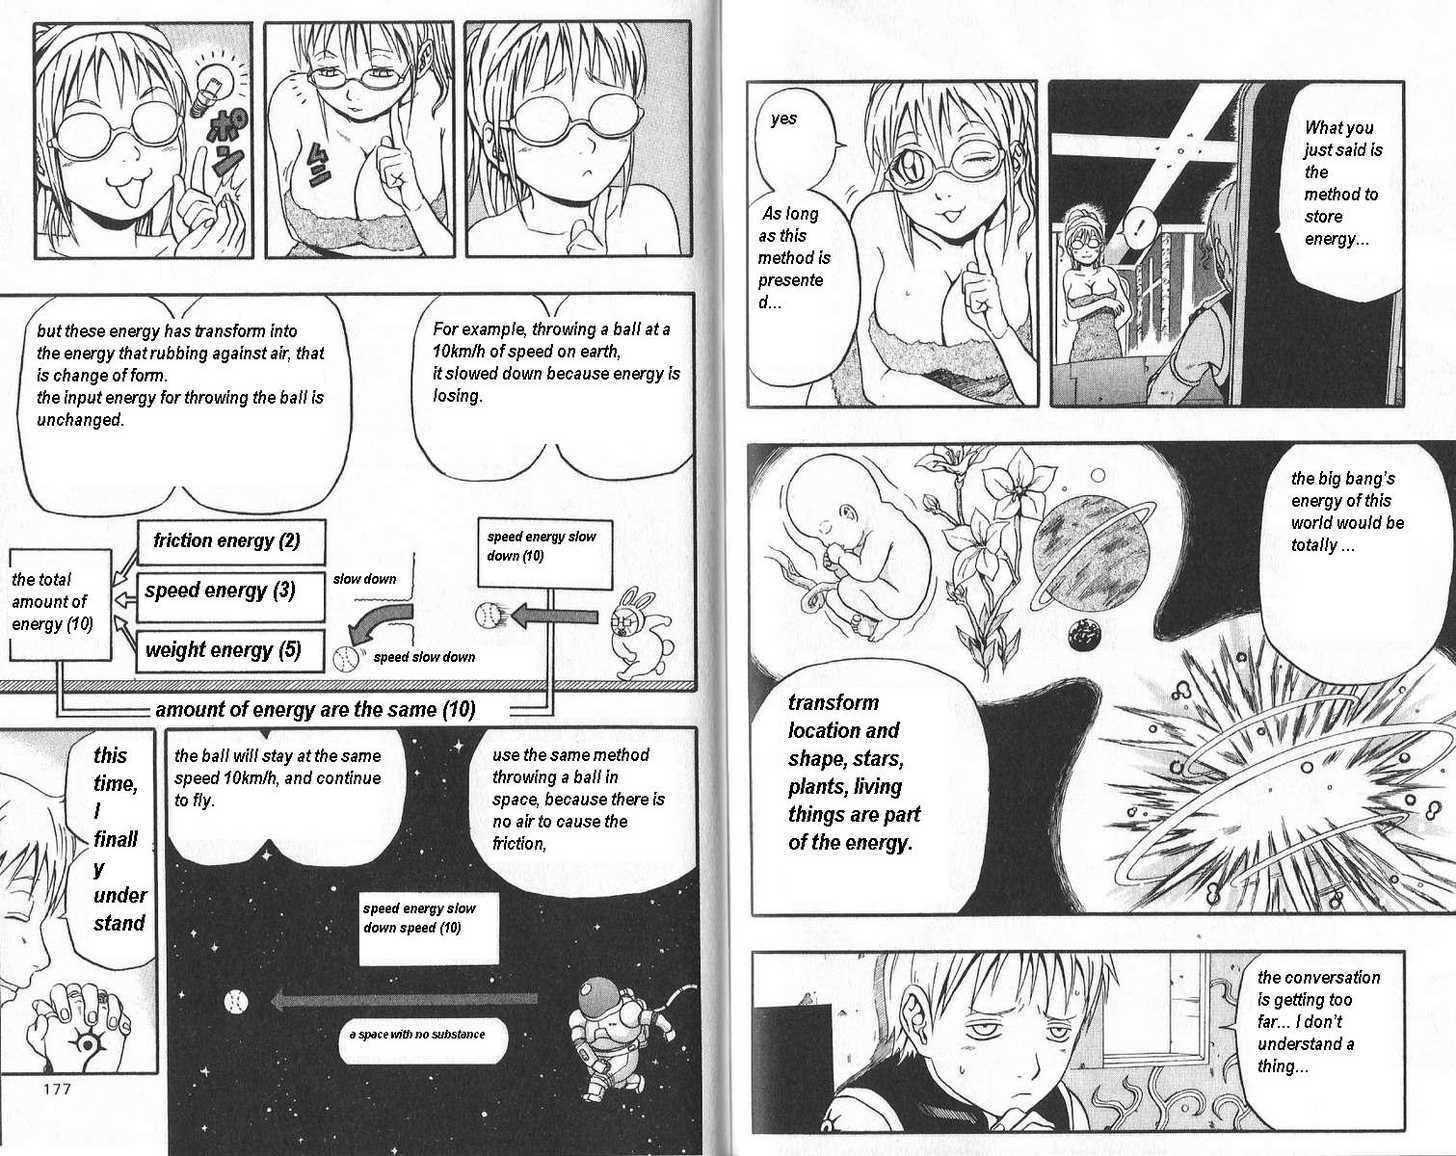 What you
just said is
the
method to
store
energy...
!
yes
As long
as this
method is
presente
d...
the big bang's
energy of this
world would be
totally ...
transform
location and
shape, stars,
plants, living
things are part
of the energy.
the conversation
is getting too
far... I don't
understand a
thing...
ムニ
ポン
For example, throwing a ball at a
10km/h of speed on earth,
it slowed down because energy is
losing.
but these energy has transform into
the energy that rubbing against air, that
is change of form.
the input energy for throwing the ball is
unchanged.
speed energy slow
down (10)
slow down
speed slow down
friction energy (2)
speed energy (3)
weight energy (5)
the total
amount of
energy (10)
amount of energy are the same (10)
use the same method
throwing a ball in
space, because there is
no air to cause the
friction,
the ball will stay at the same
speed 10km/h, and continue
to fly.
speed energy slow
down speed (10)
a space with no substance
this
time,
I
finall
y
under
stand
177